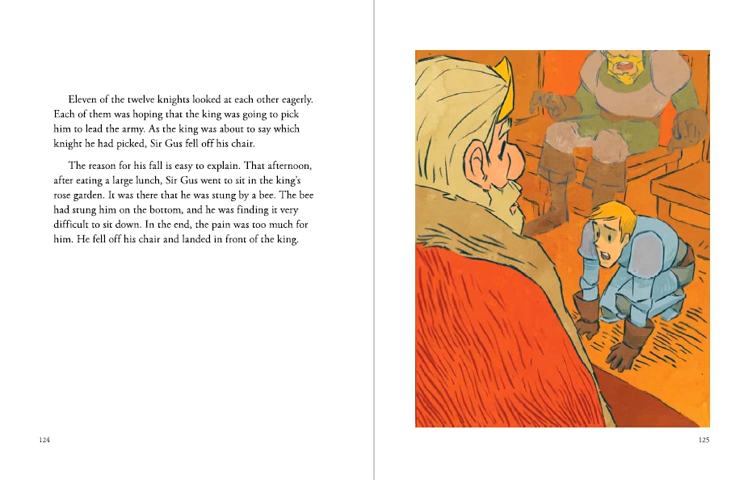 Eleven of the twelve knights looked at each other eagerly.
Each of them was hoping that the king was going to pick
him to lead the army. As the king was about to say which
knight he had picked, Sir Gus fell off his chair.
The reason for his fall is easy to explain. That afternoon,
after eating a large lunch, Sir Gus went to sit in the king's
rose garden. It was there that he was stung by a bee. The bee
had stung him on the bottom, and he was finding it very
difficult to sit down. In the end, the pain was too much for
him. He fell off his chair and landed in front of the king.
124
125